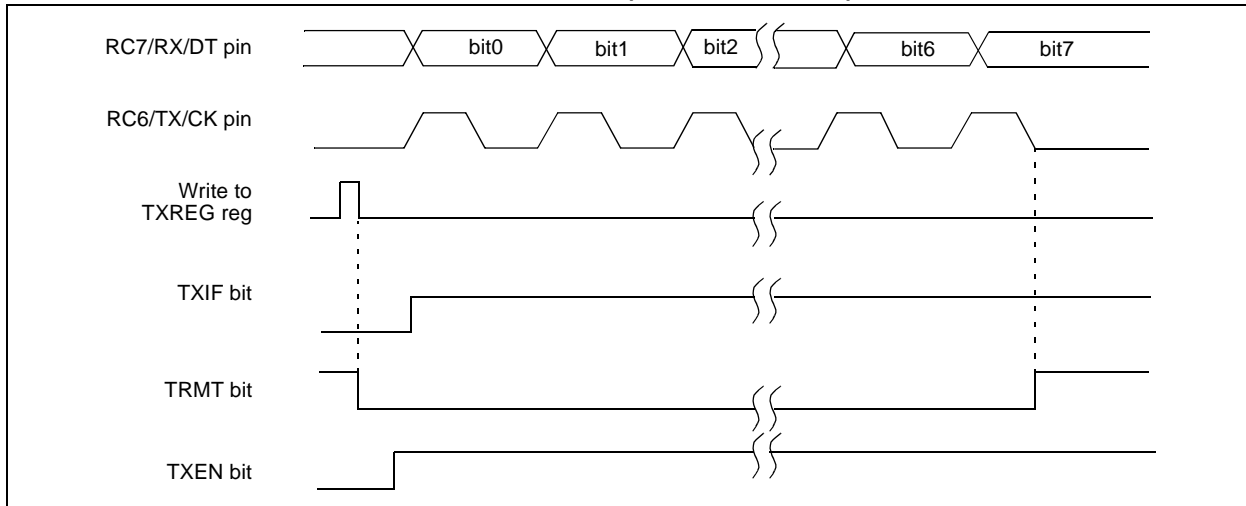 RC7/RX/DT pin
bit0 bit1 bit2 bit6 bit7
RC6/TX/CK pin
Write to
TXREG reg
TXIF bit
TRMT bit
TXEN bit